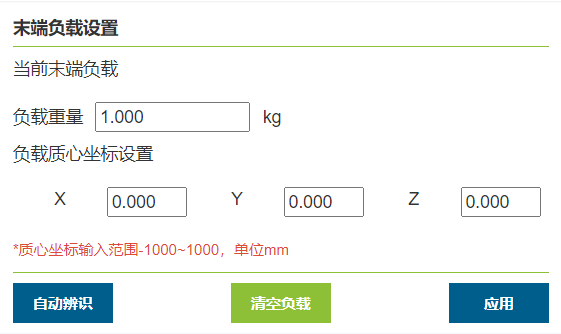 末端负载设置
当前末端负载
负载重量 1.000 kg
负载质心坐标设置
X 0.000 Y 0.000 Z 0.000
*质心坐标输入范围-1000~1000，单位mm
自动辨识 清空负载 应用